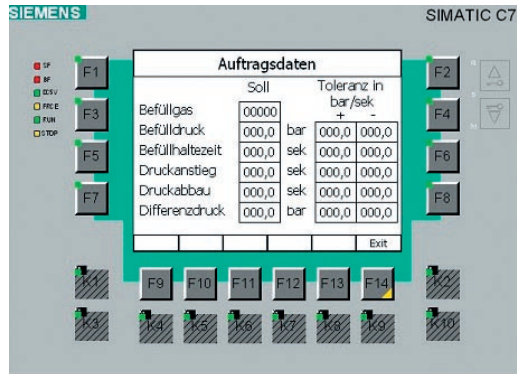 SIEMENS SIMATIC C7
Auftragsdaten
Soll Toleranz in
bar/sek
+ -
Befüllgas 00000
Befülldruck 000,0 bar 000,0 000,0
Befüllhaltezeit 000,0 sek 000,0 000,0
Druckanstieg 000,0 sek 000,0 000,0
Druckabbau 000,0 sek 000,0 000,0
Differenzdruck 000,0 bar 000,0 000,0
Exit
SF
BF
DC5V
FRCE
RUN
STOP
F1 F2
F3 F4
F5 F6
F7 F8
F9 F10 F11 F12 F13 F14
K1 K2
K3 K4 K5 K6 K7 K8 K9 K10